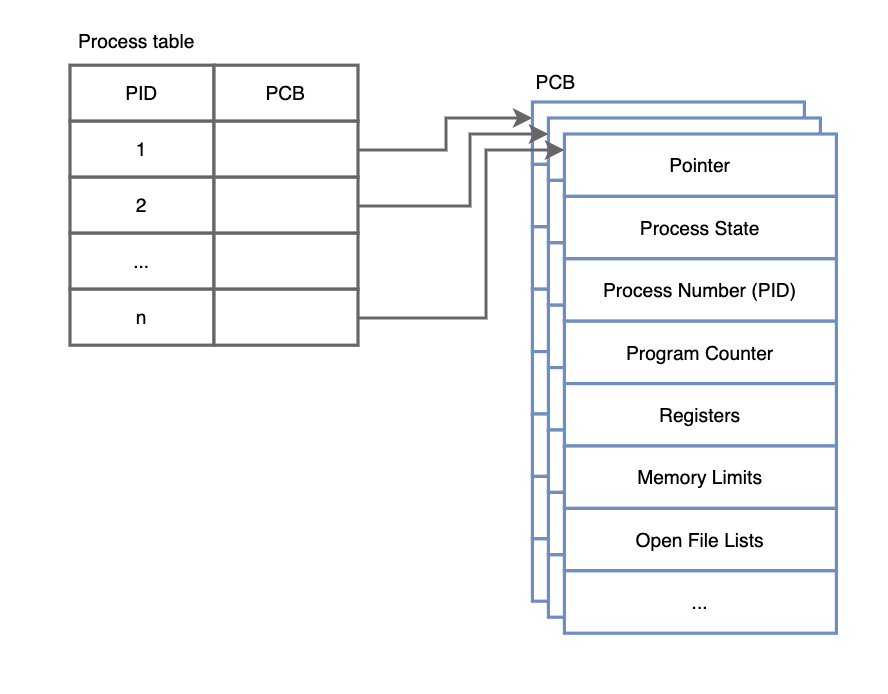 Process table
PID PCB
1
2
...
n
PCB
Pointer
Process State
Process Number (PID)
Program Counter
Registers
Memory Limits
Open File Lists
...